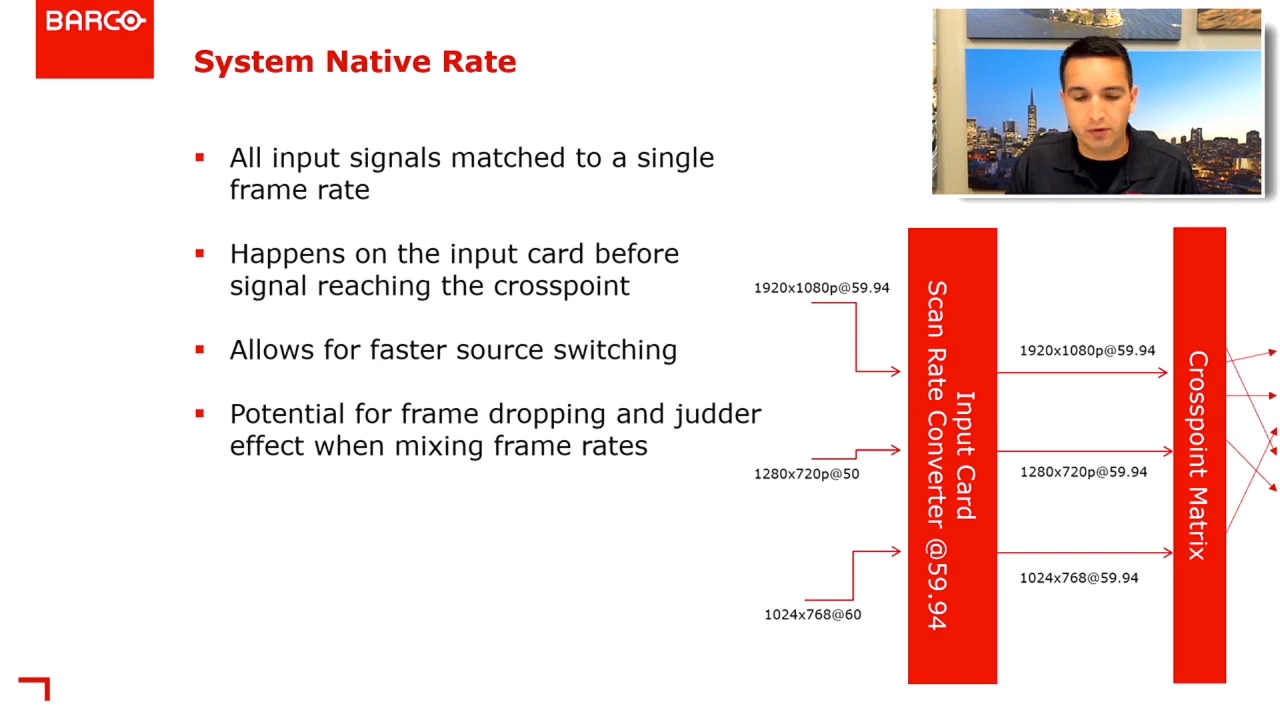 BARCO
System Native Rate
▪ All input signals matched to a single
frame rate
▪ Happens on the input card before
signal reaching the crosspoint
▪ Allows for faster source switching
▪ Potential for frame dropping and judder
effect when mixing frame rates
1920x1080p@59.94
1280x720p@50
1024x768@60
Input Card
Scan Rate Converter @59.94
1920x1080p@59.94
1280x720p@59.94
1024x768@59.94
Crosspoint Matrix